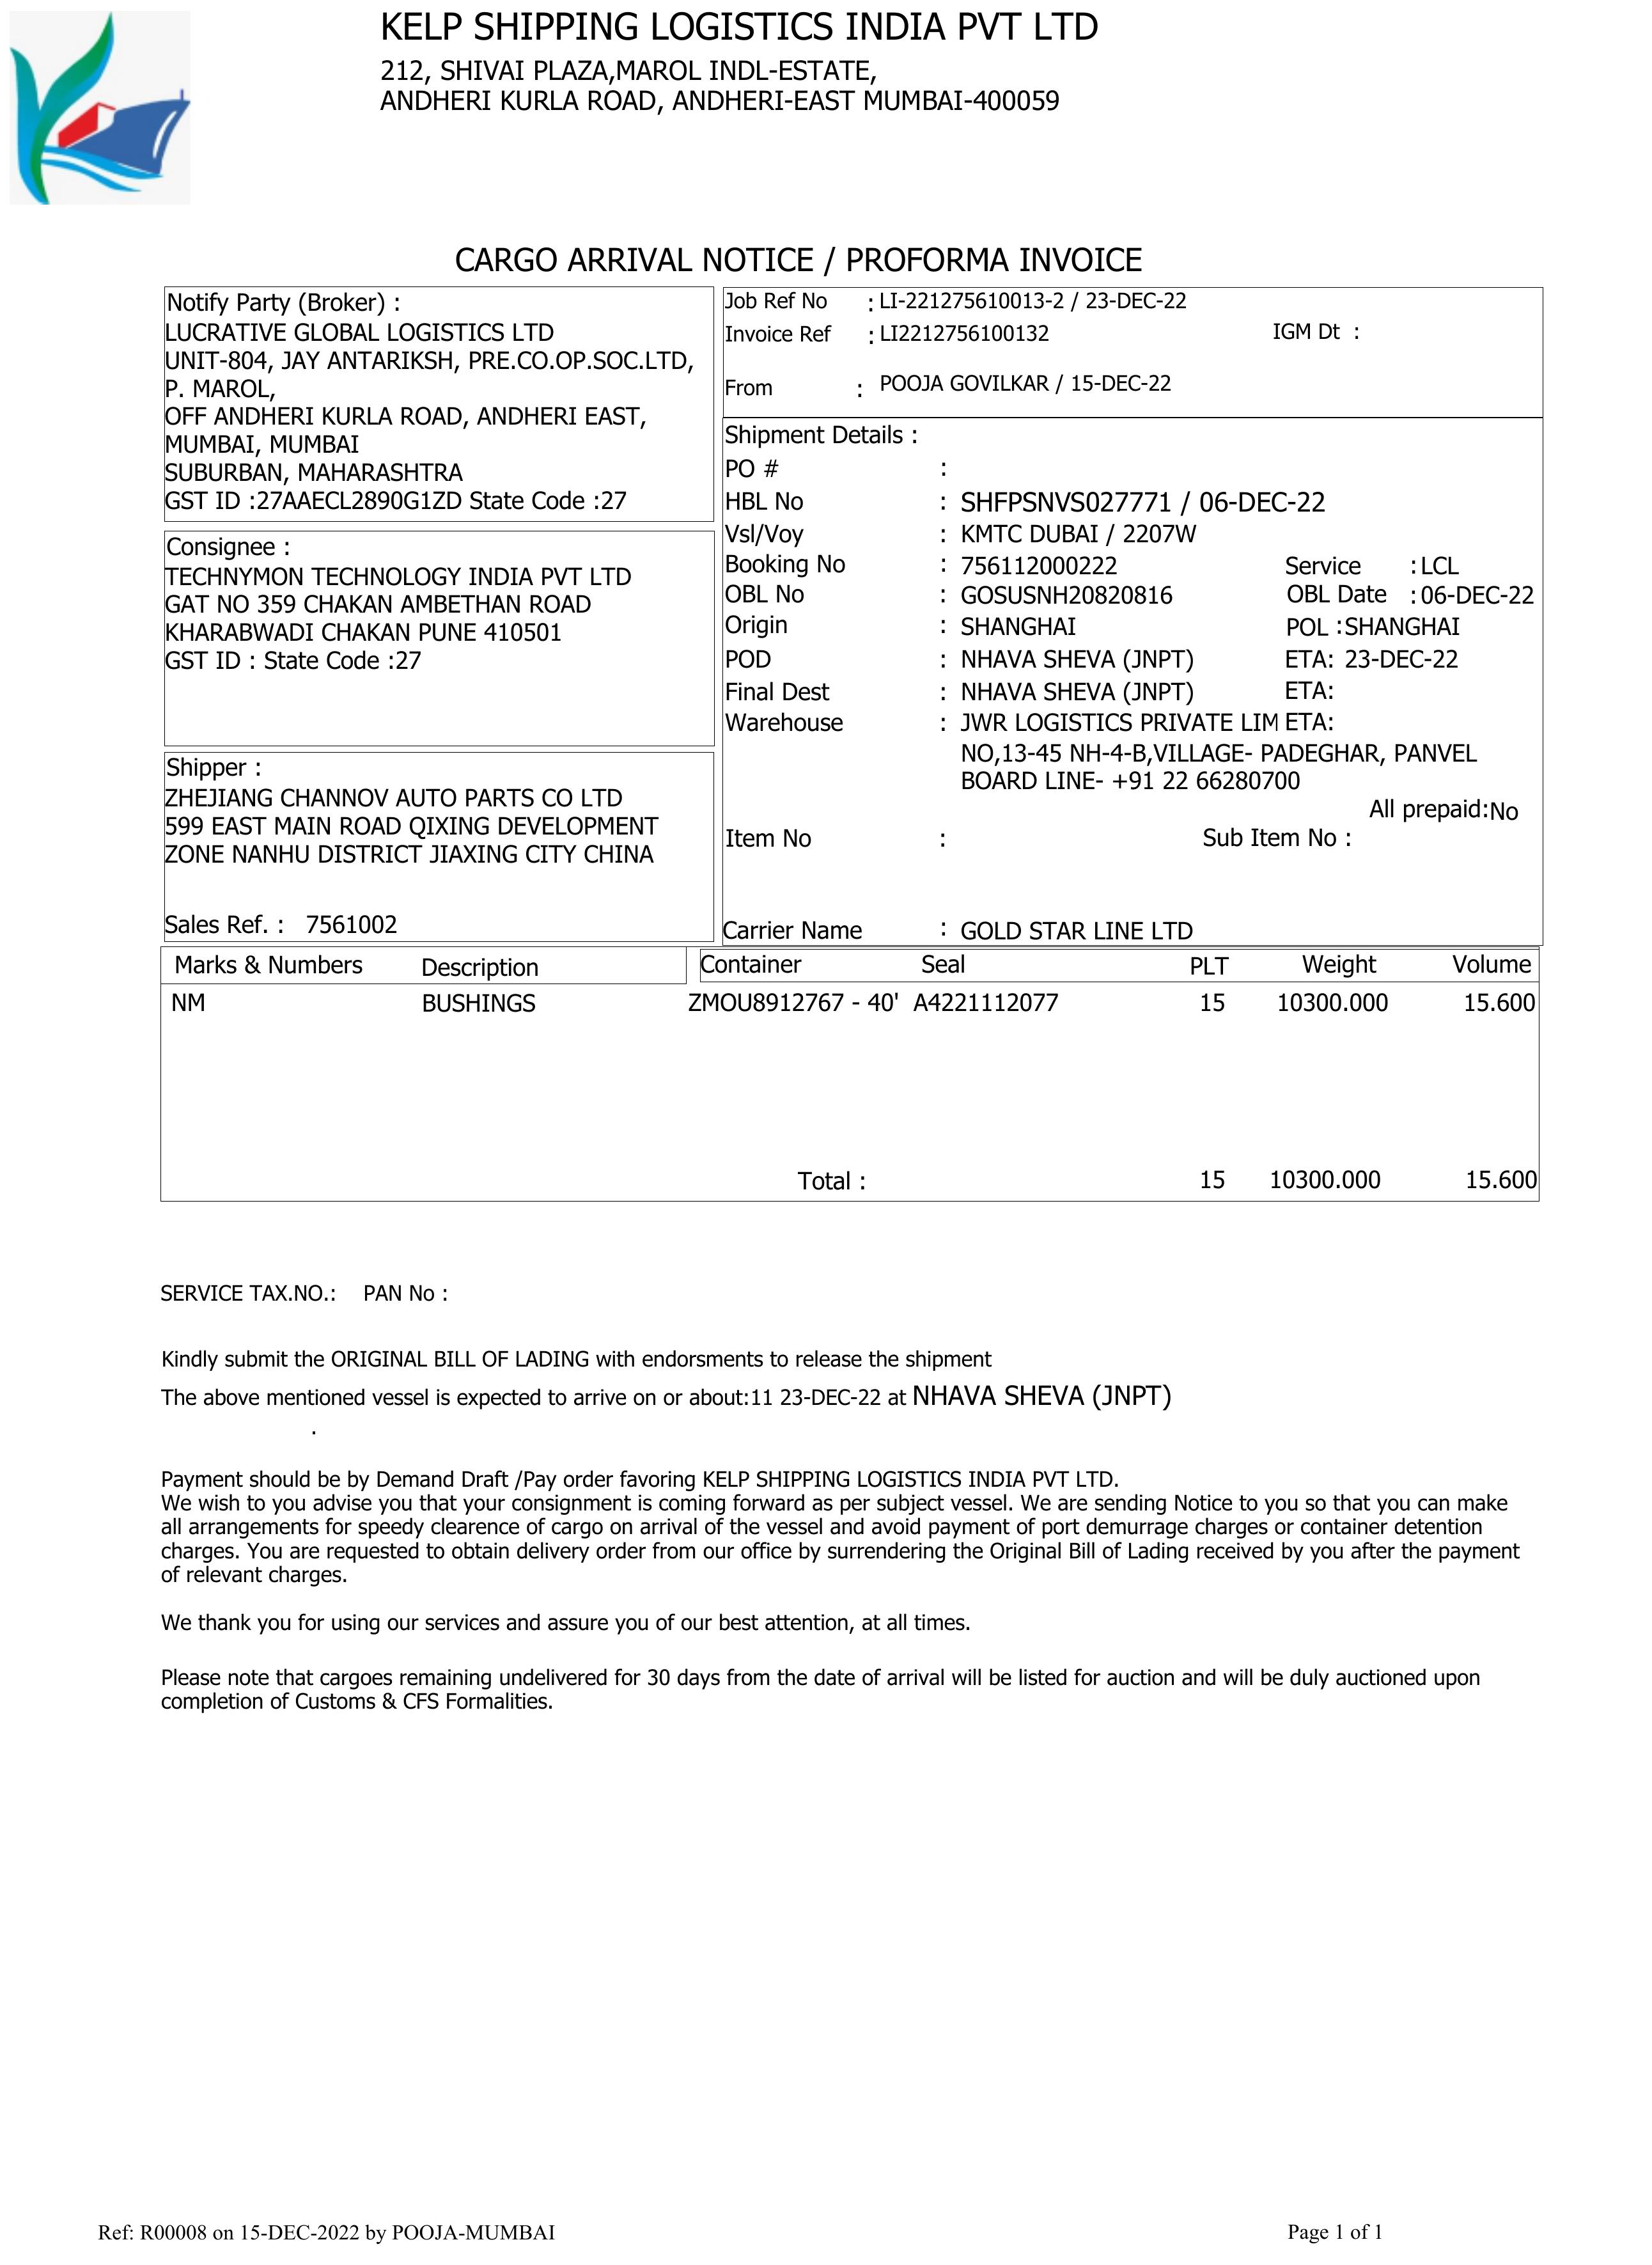 KELP SHIPPING LOGISTICS INDIA PVT LTD
212, SHIVAI PLAZA,MAROL INDL-ESTATE,
ANDHERI KURLA ROAD, ANDHERI-EAST MUMBAI-400059
CARGO ARRIVAL NOTICE / PROFORMA INVOICE
Notify Party (Broker) :
LUCRATIVE GLOBAL LOGISTICS LTD
UNIT-804, JAY ANTARIKSH, PRE.CO.OP.SOC.LTD,
P. MAROL,
OFF ANDHERI KURLA ROAD, ANDHERI EAST,
MUMBAI, MUMBAI
SUBURBAN, MAHARASHTRA
GST ID :27AAECL2890G1ZD State Code :27
Consignee :
TECHNYMON TECHNOLOGY INDIA PVT LTD
GAT NO 359 CHAKAN AMBETHAN ROAD
KHARABWADI CHAKAN PUNE 410501
GST ID : State Code :27
Shipper :
ZHEJIANG CHANNOV AUTO PARTS CO LTD
599 EAST MAIN ROAD QIXING DEVELOPMENT
ZONE NANHU DISTRICT JIAXING CITY CHINA
Sales Ref. : 7561002
Job Ref No : LI-221275610013-2 / 23-DEC-22
Invoice Ref : LI2212756100132 IGM Dt :
From : POOJA GOVILKAR / 15-DEC-22
Shipment Details :
PO # :
HBL No : SHFPSNVS027771 / 06-DEC-22
Vsl/Voy : KMTC DUBAI / 2207W
Booking No : 756112000222 Service : LCL
OBL No : GOSUSNH20820816 OBL Date : 06-DEC-22
Origin : SHANGHAI POL : SHANGHAI
POD : NHAVA SHEVA (JNPT) ETA: 23-DEC-22
Final Dest : NHAVA SHEVA (JNPT) ETA:
Warehouse : JWR LOGISTICS PRIVATE LIM ETA:
NO,13-45 NH-4-B,VILLAGE- PADEGHAR, PANVEL
BOARD LINE- +91 22 66280700
All prepaid:No
Item No : Sub Item No :
Carrier Name : GOLD STAR LINE LTD
Marks & Numbers Description Container Seal PLT Weight Volume
NM BUSHINGS ZMOU8912767 - 40' A4221112077 15 10300.000 15.600
Total : 15 10300.000 15.600
SERVICE TAX.NO.: PAN No :
Kindly submit the ORIGINAL BILL OF LADING with endorsments to release the shipment
The above mentioned vessel is expected to arrive on or about:11 23-DEC-22 at NHAVA SHEVA (JNPT)
.
Payment should be by Demand Draft /Pay order favoring KELP SHIPPING LOGISTICS INDIA PVT LTD.
We wish to you advise you that your consignment is coming forward as per subject vessel. We are sending Notice to you so that you can make
all arrangements for speedy clearence of cargo on arrival of the vessel and avoid payment of port demurrage charges or container detention
charges. You are requested to obtain delivery order from our office by surrendering the Original Bill of Lading received by you after the payment
of relevant charges.
We thank you for using our services and assure you of our best attention, at all times.
Please note that cargoes remaining undelivered for 30 days from the date of arrival will be listed for auction and will be duly auctioned upon
completion of Customs & CFS Formalities.
Ref: R00008 on 15-DEC-2022 by POOJA-MUMBAI Page 1 of 1